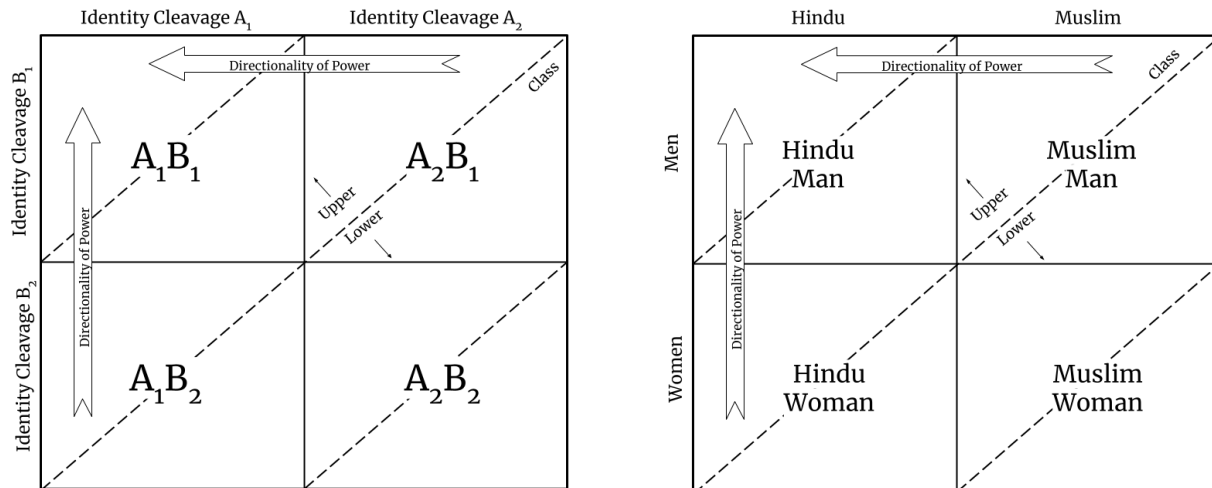 Identity Cleavage A₁
Identity Cleavage A₂
Identity Cleavage B₁
Identity Cleavage B₂
Directionality of Power
Directionality of Power
Class
A₁B₁
A₂B₁
Upper
Lower
A₁B₂
A₂B₂
Hindu
Muslim
Men
Women
Directionality of Power
Directionality of Power
Class
Hindu
Man
Muslim
Man
Upper
Lower
Hindu
Woman
Muslim
Woman